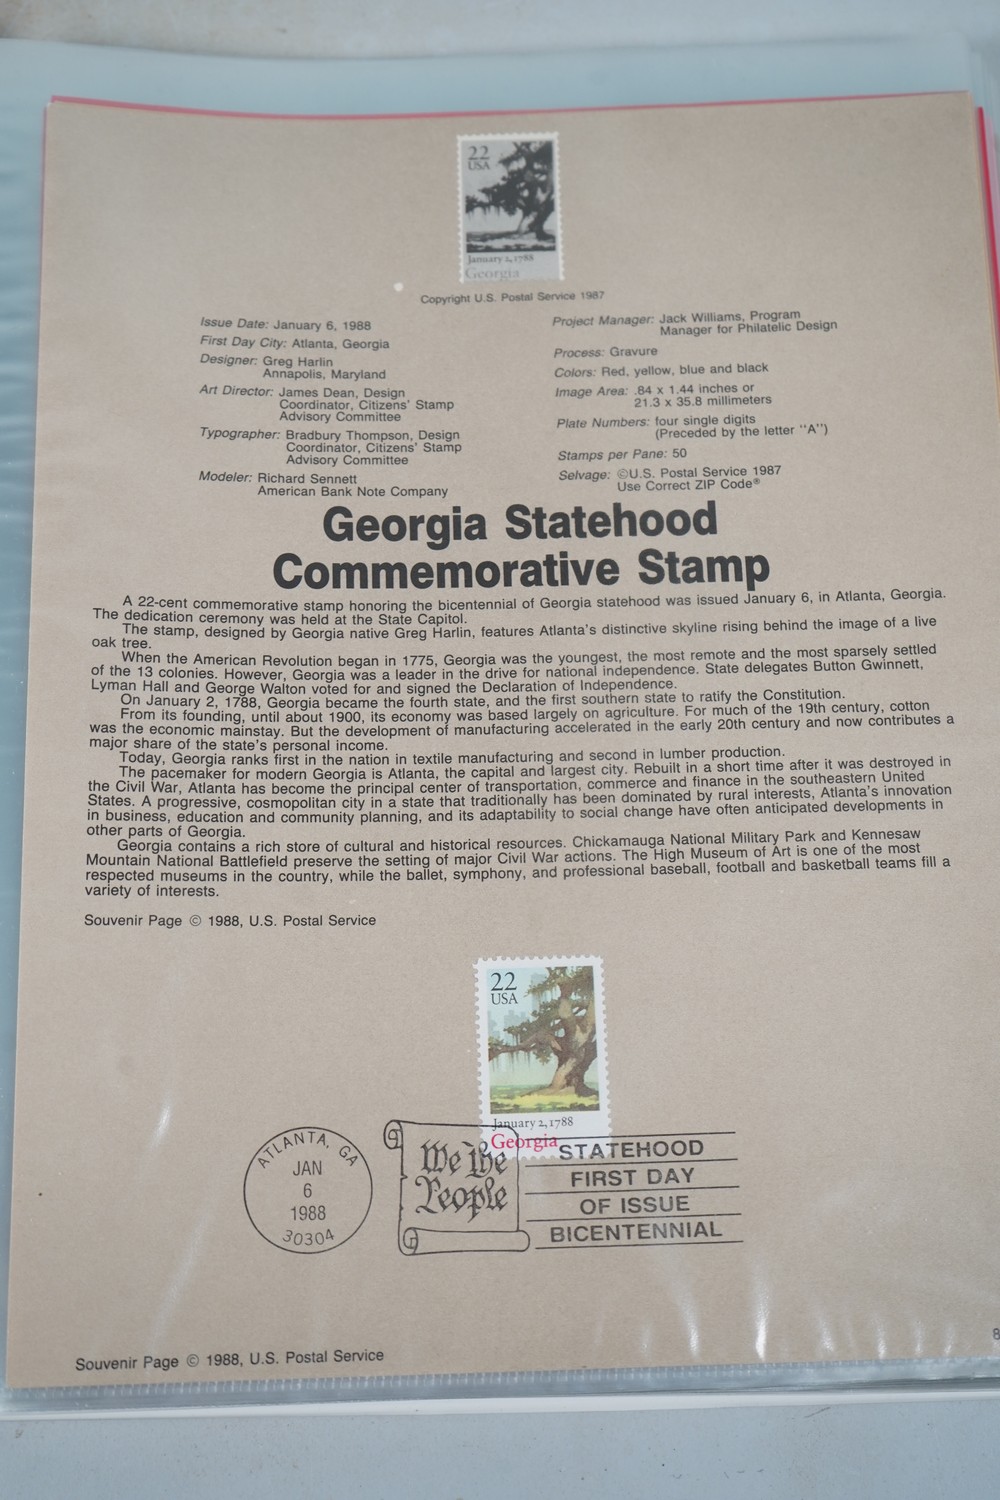 22
USA
January 2, 1788
Georgia
Copyright U.S. Postal Service 1987
Issue Date: January 6, 1988
First Day City: Atlanta, Georgia
Designer: Greg Harlin
Annapolis, Maryland
Art Director: James Dean, Design
Coordinator, Citizens' Stamp
Advisory Committee
Typographer: Bradbury Thompson, Design
Coordinator, Citizens' Stamp
Advisory Committee
Modeler: Richard Sennett
American Bank Note Company
Project Manager: Jack Williams, Program
Manager for Philatelic Design
Process: Gravure
Colors: Red, yellow, blue and black
Image Area: .84 x 1.44 inches or
21.3 x 35.8 millimeters
Plate Numbers: four single digits
(Preceded by the letter "A")
Stamps per Pane: 50
Selvage: ©U.S. Postal Service 1987
Use Correct ZIP Code®
Georgia Statehood
Commemorative Stamp
A 22-cent commemorative stamp honoring the bicentennial of Georgia statehood was issued January 6, in Atlanta, Georgia.
The dedication ceremony was held at the State Capitol.
The stamp, designed by Georgia native Greg Harlin, features Atlanta's distinctive skyline rising behind the image of a live
oak tree.
When the American Revolution began in 1775, Georgia was the youngest, the most remote and the most sparsely settled
of the 13 colonies. However, Georgia was a leader in the drive for national independence. State delegates Button Gwinnett,
Lyman Hall and George Walton voted for and signed the Declaration of Independence.
On January 2, 1788, Georgia became the fourth state, and the first southern state to ratify the Constitution.
From its founding, until about 1900, its economy was based largely on agriculture. For much of the 19th century, cotton
was the economic mainstay. But the development of manufacturing accelerated in the early 20th century and now contributes a
major share of the state's personal income.
Today, Georgia ranks first in the nation in textile manufacturing and second in lumber production.
The pacemaker for modern Georgia is Atlanta, the capital and largest city. Rebuilt in a short time after it was destroyed in
the Civil War, Atlanta has become the principal center of transportation, commerce and finance in the southeastern United
States. A progressive, cosmopolitan city in a state that traditionally has been dominated by rural interests, Atlanta's innovation
in business, education and community planning, and its adaptability to social change have often anticipated developments in
other parts of Georgia.
Georgia contains a rich store of cultural and historical resources. Chickamauga National Military Park and Kennesaw
Mountain National Battlefield preserve the setting of major Civil War actions. The High Museum of Art is one of the most
respected museums in the country, while the ballet, symphony, and professional baseball, football and basketball teams fill a
variety of interests.
Souvenir Page © 1988, U.S. Postal Service
22
USA
January 2, 1788
Georgia
ATLANTA, GA
JAN
6
1988
30304
We the
People
STATEHOOD
FIRST DAY
OF ISSUE
BICENTENNIAL
Souvenir Page © 1988, U.S. Postal Service